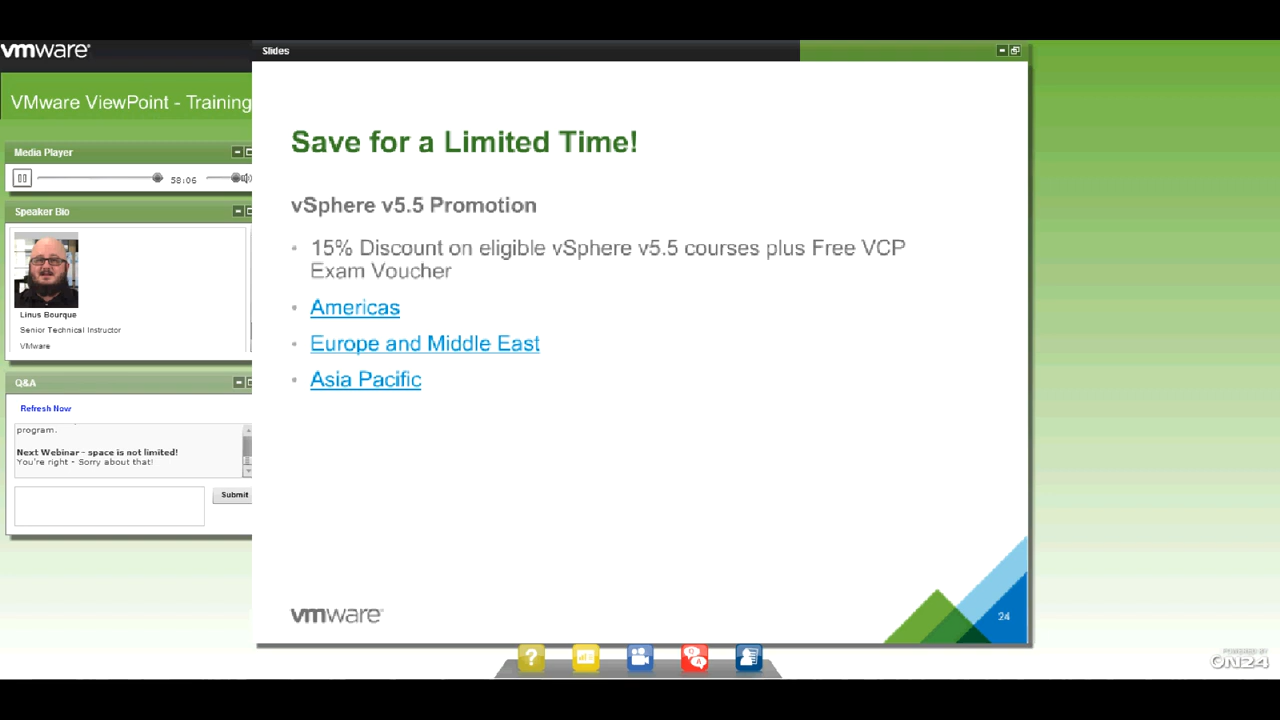 vmware
Slides
VMware ViewPoint - Training
Media Player
58:06
Speaker Bio
Linus Bourque
Senior Technical Instructor
VMware
Q&A
Refresh Now
program.
Next Webinar - space is not limited!
You're right - Sorry about that!
Submit
Save for a Limited Time!
vSphere v5.5 Promotion
• 15% Discount on eligible vSphere v5.5 courses plus Free VCP
Exam Voucher
• Americas
• Europe and Middle East
• Asia Pacific
vmware
24
?
Q A
POWERED BY
ON24